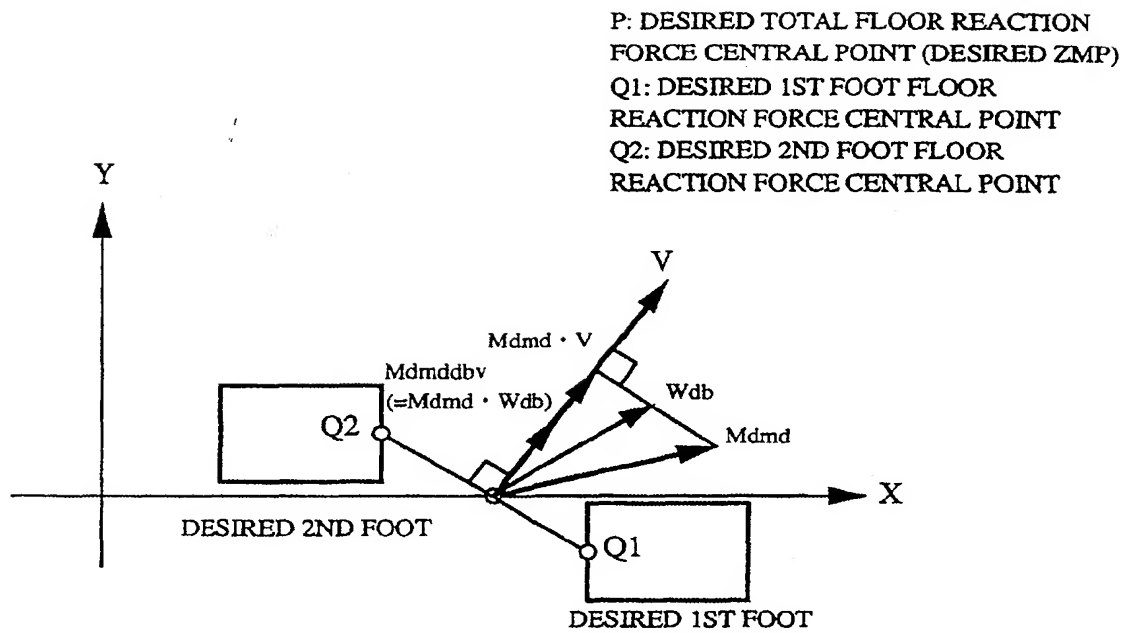 P: DESIRED TOTAL FLOOR REACTION
FORCE CENTRAL POINT (DESIRED ZMP)
Q1: DESIRED 1ST FOOT FLOOR
REACTION FORCE CENTRAL POINT
Q2: DESIRED 2ND FOOT FLOOR
REACTION FORCE CENTRAL POINT
Y
V
Mdmd · V
Mdmddbv
(=Mdmd · Wdb)
Wdb
Q2
Mdmd
X
DESIRED 2ND FOOT
Q1
DESIRED 1ST FOOT